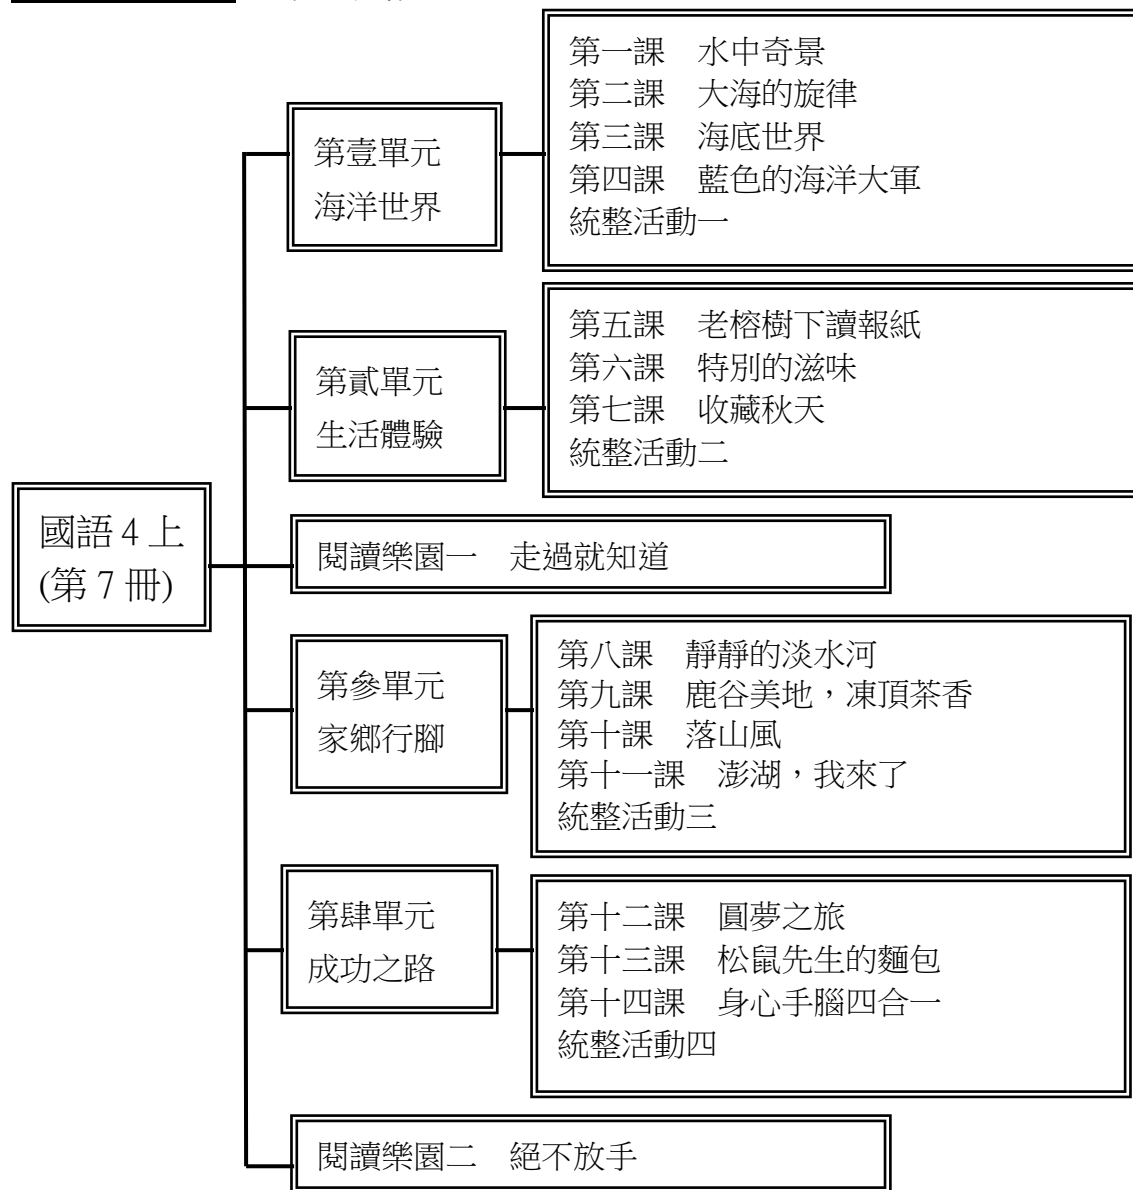 第一課　水中奇景
第二課　大海的旋律
第三課　海底世界
第四課　藍色的海洋大軍
統整活動一
第壹單元
海洋世界
第五課　老榕樹下讀報紙
第六課　特別的滋味
第七課　收藏秋天
統整活動二
第貳單元
生活體驗
國語 4 上
(第 7 冊)
閱讀樂園一　走過就知道
第八課　靜靜的淡水河
第九課　鹿谷美地，凍頂茶香
第十課　落山風
第十一課　澎湖，我來了
統整活動三
第參單元
家鄉行腳
第十二課　圓夢之旅
第十三課　松鼠先生的麵包
第十四課　身心手腦四合一
統整活動四
第肆單元
成功之路
閱讀樂園二　絕不放手